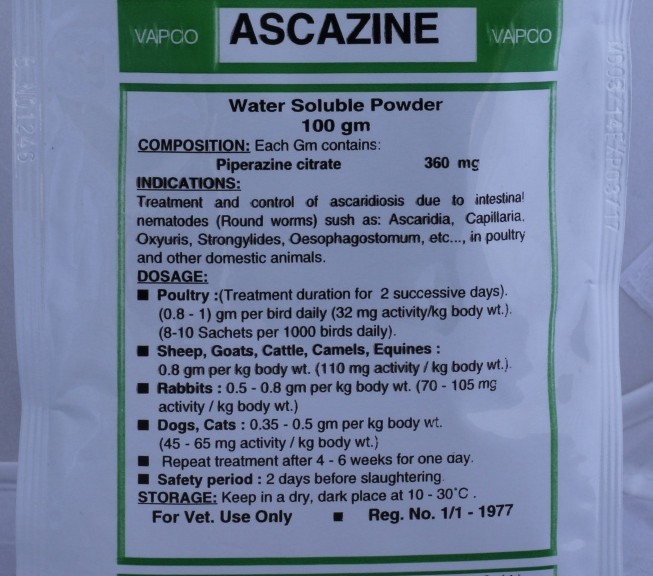 VAPCO ASCAZINE VAPCO
Water Soluble Powder
100 gm
COMPOSITION: Each Gm contains:
Piperazine citrate 360 mg
INDICATIONS:
Treatment and control of ascaridiosis due to intestinal
nematodes (Round worms) sush as: Ascaridia, Capillaria,
Oxyuris, Strongylides, Oesophagostomum, etc..., in poultry
and other domestic animals.
DOSAGE:
■ Poultry :(Treatment duration for 2 successive days).
(0.8 - 1) gm per bird daily (32 mg activity/kg body wt.).
(8-10 Sachets per 1000 birds daily).
■ Sheep, Goats, Cattle, Camels, Equines :
0.8 gm per kg body wt. (110 mg activity / kg body wt.).
■ Rabbits : 0.5 - 0.8 gm per kg body wt. (70 - 105 mg
activity / kg body wt.)
■ Dogs, Cats : 0.35 - 0.5 gm per kg body wt.
(45 - 65 mg activity / kg body wt.)
■ Repeat treatment after 4 - 6 weeks for one day.
■ Safety period : 2 days before slaughtering.
STORAGE: Keep in a dry, dark place at 10 - 30°C .
For Vet. Use Only ■ Reg. No. 1/1 - 1977